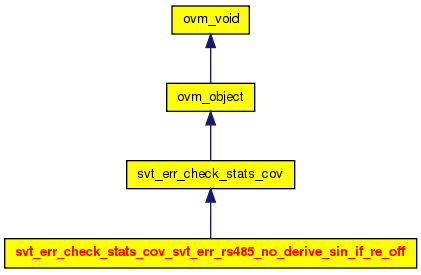 ovm_void
ovm_object
svt_err_check_stats_cov
svt_err_check_stats_cov_svt_err_rs485_no_derive_sin_if_re_off